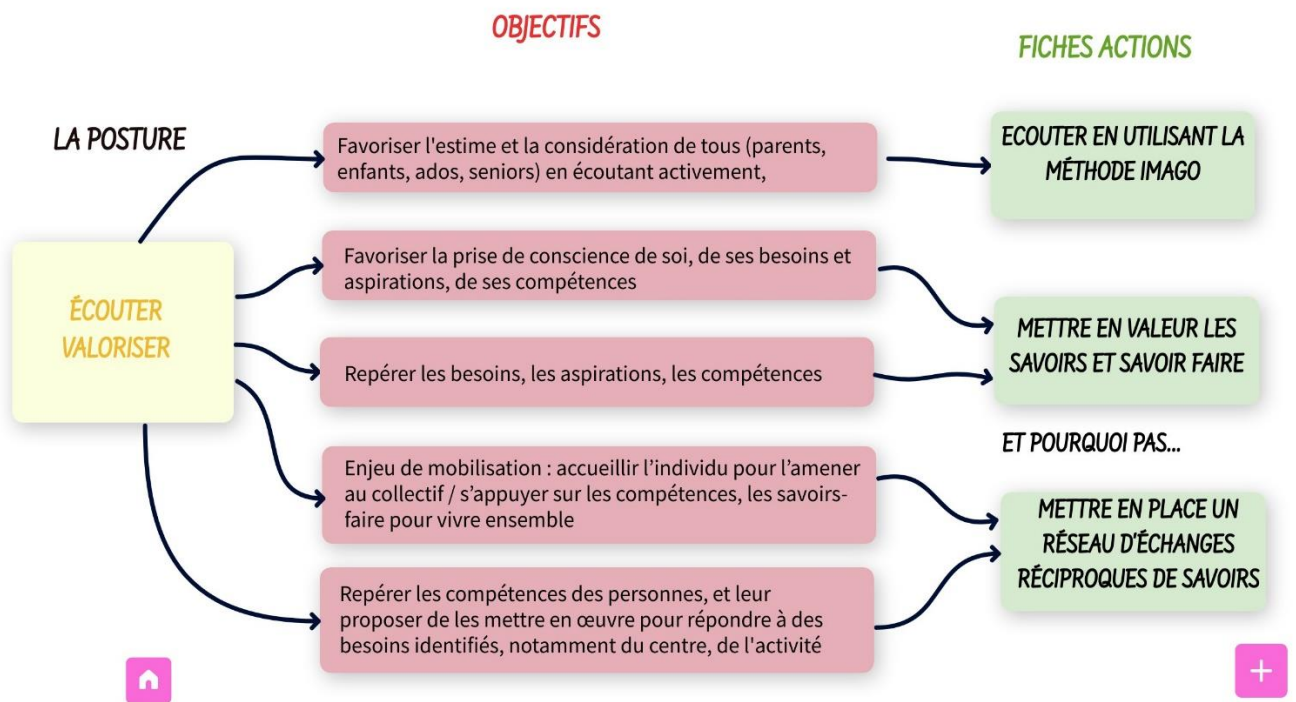 OBJECTIFS
FICHES ACTIONS
LA POSTURE
ÉCOUTER
VALORISER
Favoriser l'estime et la considération de tous (parents,
enfants, ados, seniors) en écoutant activement,
Favoriser la prise de conscience de soi, de ses besoins et
aspirations, de ses compétences
Repérer les besoins, les aspirations, les compétences
Enjeu de mobilisation : accueillir l’individu pour l’amener
au collectif / s’appuyer sur les compétences, les savoirs-
faire pour vivre ensemble
Repérer les compétences des personnes, et leur
proposer de les mettre en œuvre pour répondre à des
besoins identifiés, notamment du centre, de l'activité
ECOUTER EN UTILISANT LA
MÉTHODE IMAGO
METTRE EN VALEUR LES
SAVOIRS ET SAVOIR FAIRE
ET POURQUOI PAS...
METTRE EN PLACE UN
RÉSEAU D'ÉCHANGES
RÉCIPROQUES DE SAVOIRS